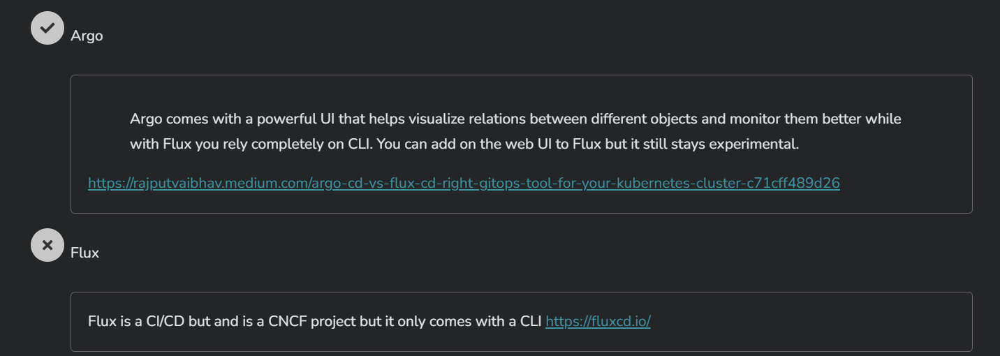 Argo
Argo comes with a powerful UI that helps visualize relations between different objects and monitor them better while
with Flux you rely completely on CLI. You can add on the web UI to Flux but it still stays experimental.
https://rajputvaibhav.medium.com/argo-cd-vs-flux-cd-right-gitops-tool-for-your-kubernetes-cluster-c71cff489d26
Flux
Flux is a CI/CD but and is a CNCF project but it only comes with a CLI https://fluxcd.io/